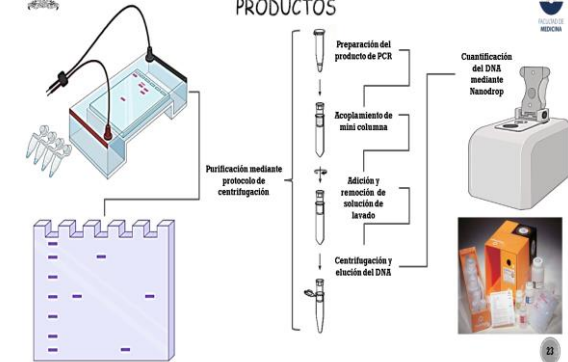 PRODUCTOS
FACULTAD DE
MEDICINA
Preparación del
producto de PCR
Acoplamiento de
mini columna
Purificación mediante
protocolo de
centrifugación
Adición y
remoción de
solución de
lavado
Centrifugación y
elución del DNA
Cuantificación
del DNA
mediante
Nanodrop
23